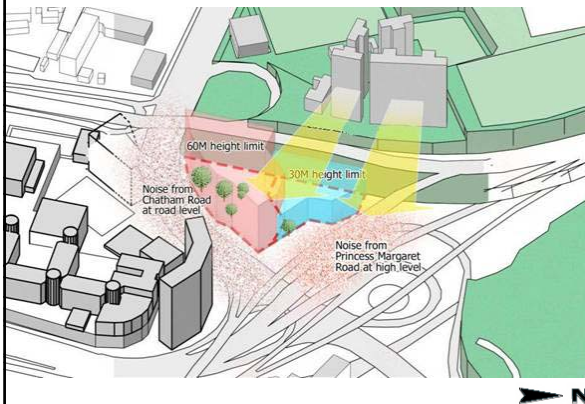 60M height limit
30M height limit
Noise from
Chatham Road
at road level
Noise from
Princess Margaret
Road at high level
N